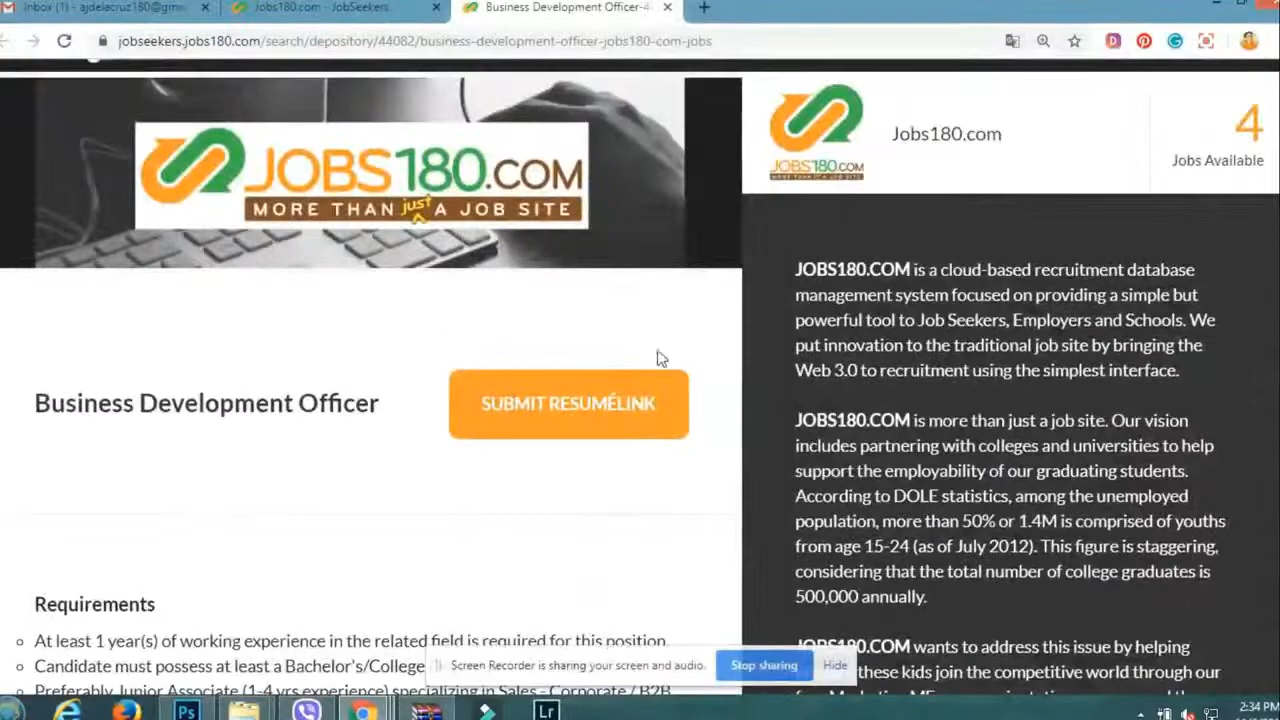 Inbox (1) - ajdelacruz180@gm
Jobs180.com - JobSeekers
Business Development Officer-4
jobseekers.jobs180.com/search/depository/44082/business-development-officer-jobs180-com-jobs
JOBS180.COM
MORE THAN just A JOB SITE
JOBS180.COM
MORE THAN JUST A JOB SITE
Jobs180.com
4
Jobs Available
Business Development Officer
SUBMIT RESUMÉLINK
Requirements
At least 1 year(s) of working experience in the related field is required for this position.
Candidate must possess at least a Bachelor's/College
Preferably Junior Associate (1-4 yrs experience) specializing in Sales - Corporate / B2B
JOBS180.COM is a cloud-based recruitment database
management system focused on providing a simple but
powerful tool to Job Seekers, Employers and Schools. We
put innovation to the traditional job site by bringing the
Web 3.0 to recruitment using the simplest interface.
JOBS180.COM is more than just a job site. Our vision
includes partnering with colleges and universities to help
support the employability of our graduating students.
According to DOLE statistics, among the unemployed
population, more than 50% or 1.4M is comprised of youths
from age 15-24 (as of July 2012). This figure is staggering,
considering that the total number of college graduates is
500,000 annually.
JOBS180.COM wants to address this issue by helping
these kids join the competitive world through our
Screen Recorder is sharing your screen and audio.
Stop sharing
Hide
Ps
Lr
2:34 PM